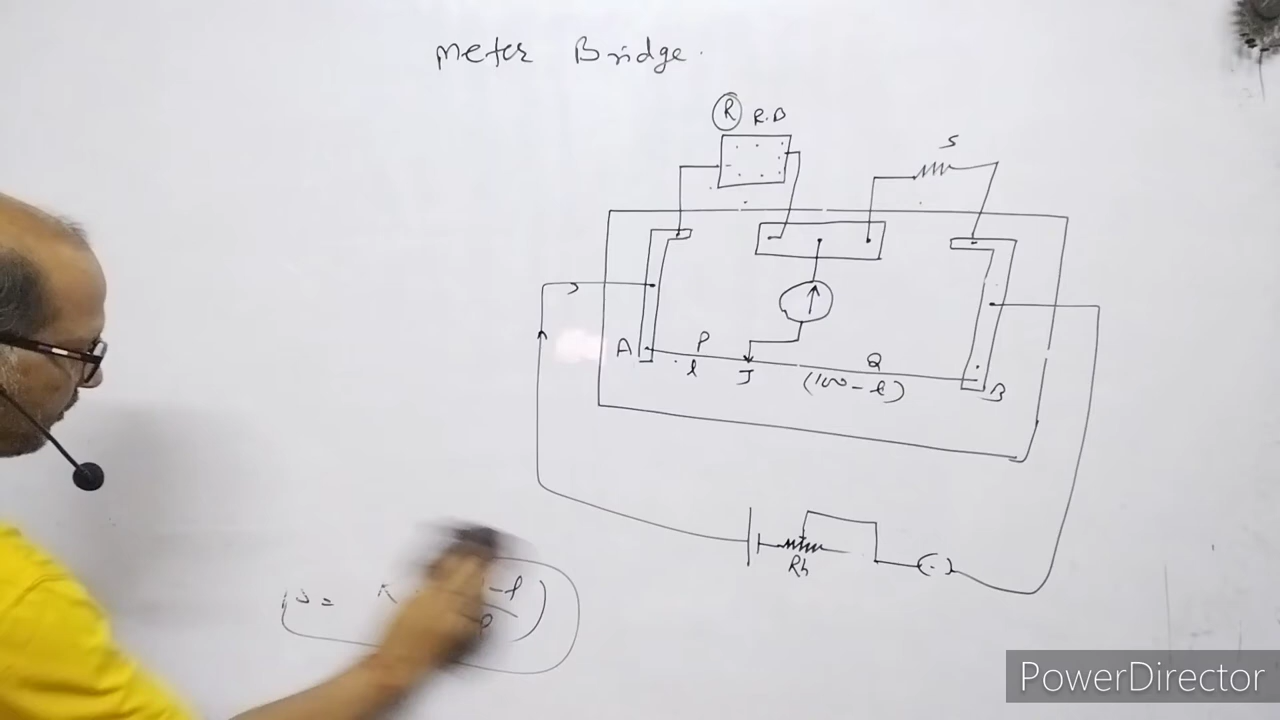 Meter Bridge.
R R.B
S
A P Q
l J (100-l) B
Rh
S =
-l
l
PowerDirector